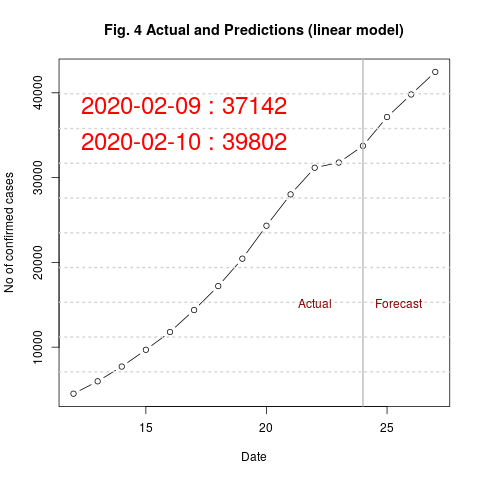 Fig. 4 Actual and Predictions (linear model)
2020-02-09 : 37142
2020-02-10 : 39802
No of confirmed cases
40000
30000
20000
10000
Actual
Forecast
15
20
25
Date